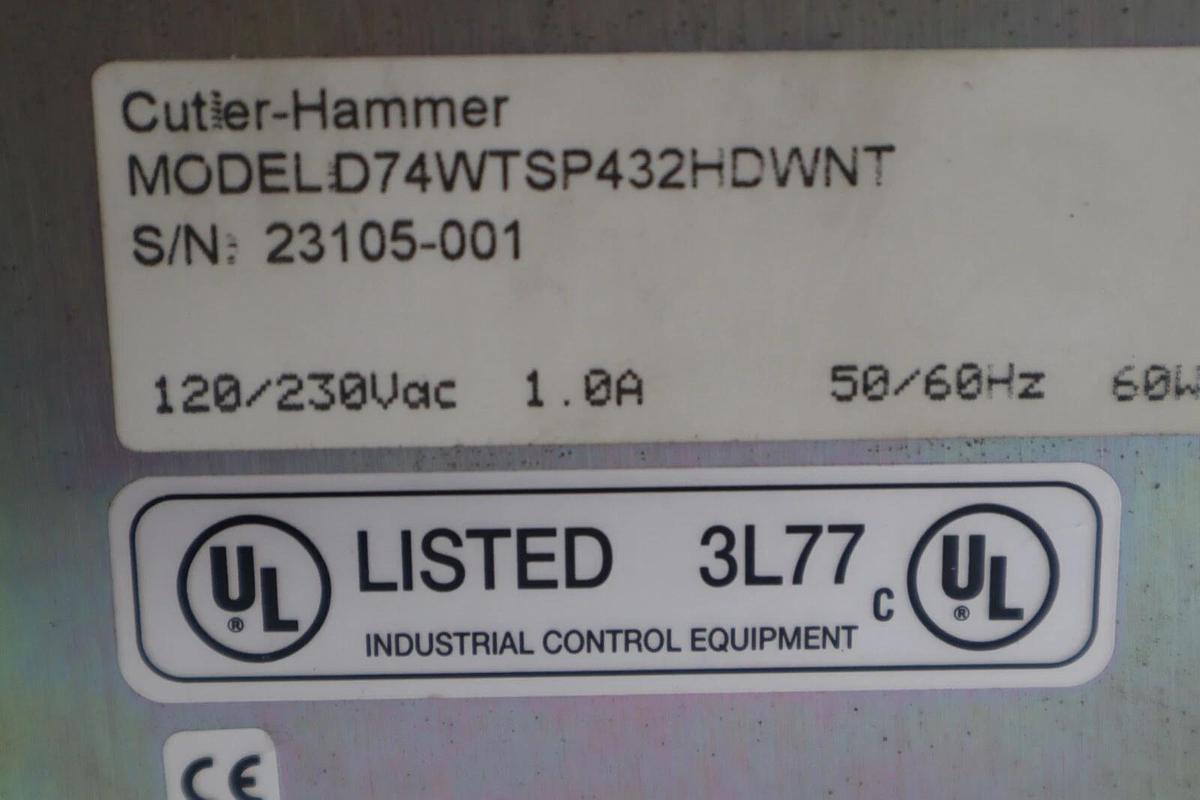 Cutler-Hammer
MODEL:D74WTSP432HDWNT
S/N: 23105-001
120/230Vac 1.0A 50/60Hz 60W
UL ® LISTED 3L77 c UL ®
INDUSTRIAL CONTROL EQUIPMENT
CE